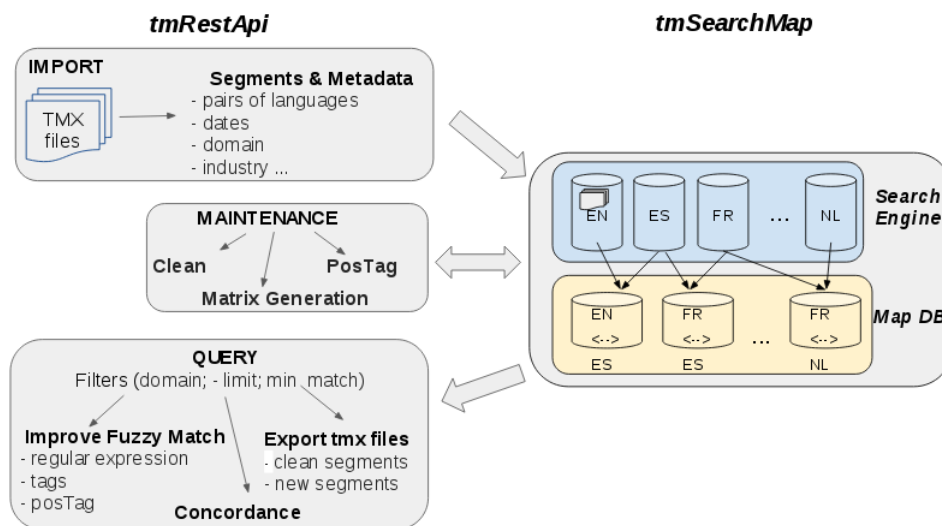 tmRestApi
tmSearchMap
IMPORT
TMX
files
Segments & Metadata
- pairs of languages
- dates
- domain
- industry ...
MAINTENANCE
Clean
PosTag
Matrix Generation
QUERY
Filters (domain; - limit; min match)
Improve Fuzzy Match
- regular expression
- tags
- posTag
Export tmx files
- clean segments
- new segments
Concordance
EN
ES
FR
...
NL
Search
Engine
EN
<-->
ES
FR
<-->
ES
...
FR
<-->
NL
Map DB